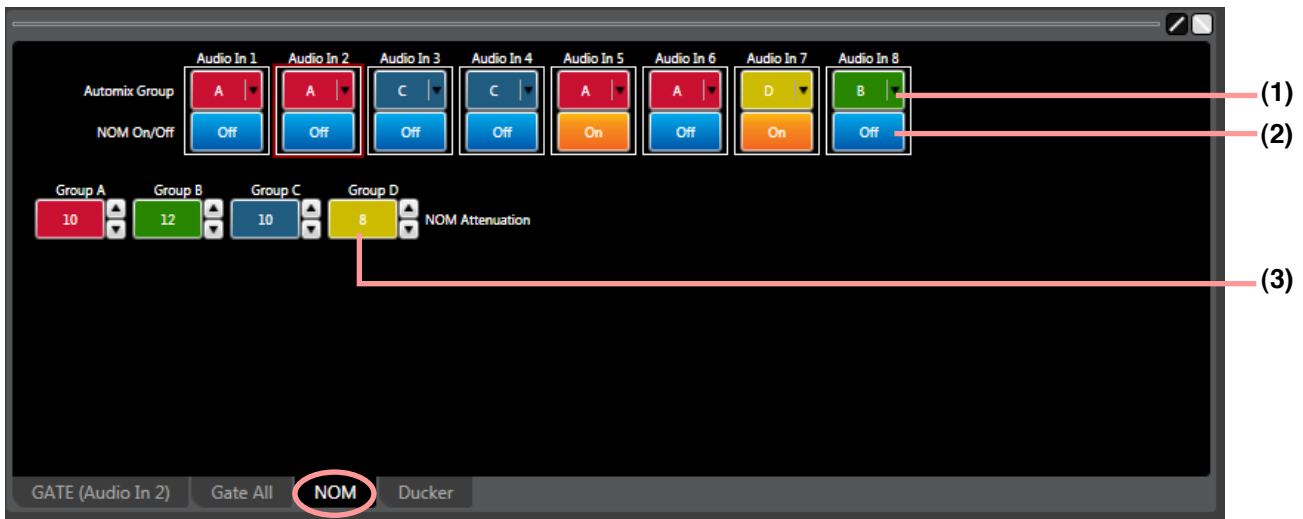 Audio In 1 Audio In 2 Audio In 3 Audio In 4 Audio In 5 Audio In 6 Audio In 7 Audio In 8
Automix Group A A C C A A D B (1)
NOM On/Off Off Off Off Off On Off On Off (2)
Group A Group B Group C Group D
10 12 10 8 NOM Attenuation
(3)
GATE (Audio In 2) Gate All NOM Ducker